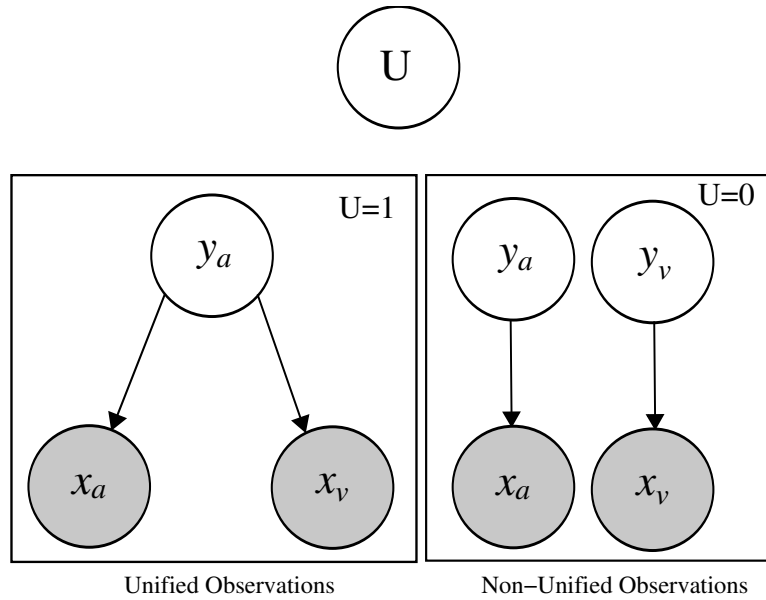 U
U=1
U=0
y_a
y_a
y_v
x_a
x_v
x_a
x_v
Unified Observations
Non−Unified Observations